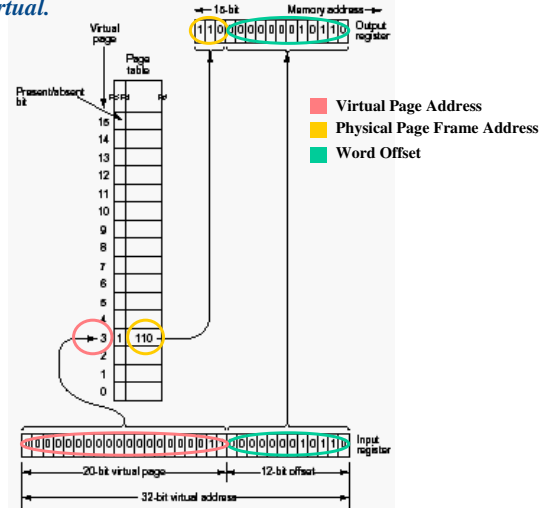 rtual.
15-bit Memory address
Virtual page
Output register
110000000010110
Page table
Present/absent bit
Virtual Page Address
Physical Page Frame Address
Word Offset
15
14
13
12
11
10
9
8
7
6
5
4
3 1 110
2
1
0
00000000000000000011000000010110
Input register
20-bit virtual page 12-bit offset
32-bit virtual address